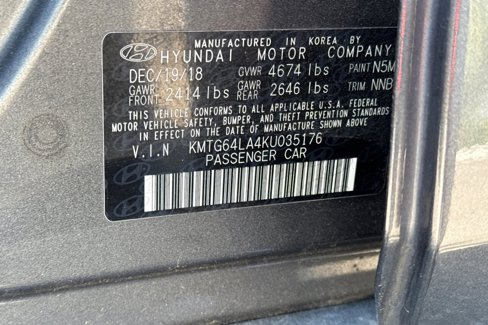 MANUFACTURED IN KOREA BY
HYUNDAI MOTOR COMPANY
DEC/19/18 GVWR 4674 lbs PAINT N5M
GAWR FRONT 2414 lbs GAWR REAR 2646 lbs TRIM NNB
THIS VEHICLE CONFORMS TO ALL APPLICABLE U.S.A. FEDERAL
MOTOR VEHICLE SAFETY, BUMPER, AND THEFT PREVENTION STANDARDS
IN EFFECT ON THE DATE OF MANUFACTURE SHOWN ABOVE.
V.I.N KMTG64LA4KU035176
PASSENGER CAR